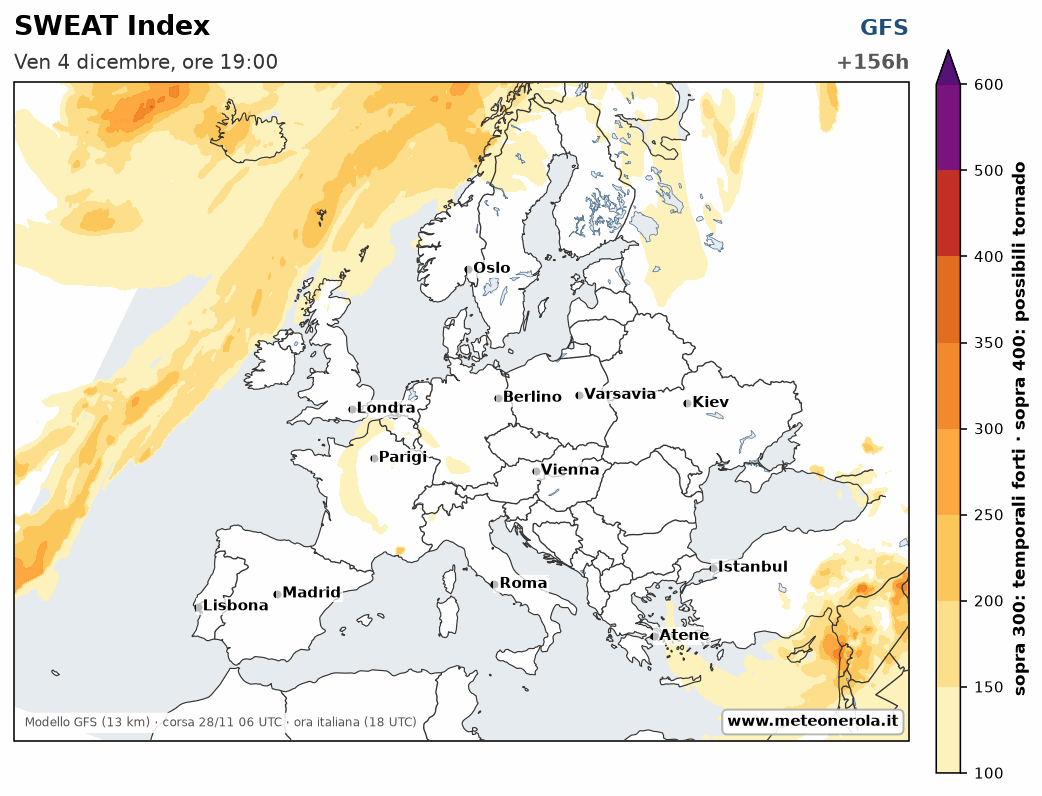 SWEAT Index
GFS
Ven 4 dicembre, ore 19:00
+156h
Oslo
Berlino
Varsavia
Londra
Kiev
Parigi
Vienna
Istanbul
Madrid
Roma
Lisbona
Atene
Modello GFS (13 km) · corsa 28/11 06 UTC · ora italiana (18 UTC)
www.meteonerola.it
600
500
400
350
300
250
200
150
100
sopra 300: temporali forti · sopra 400: possibili tornado